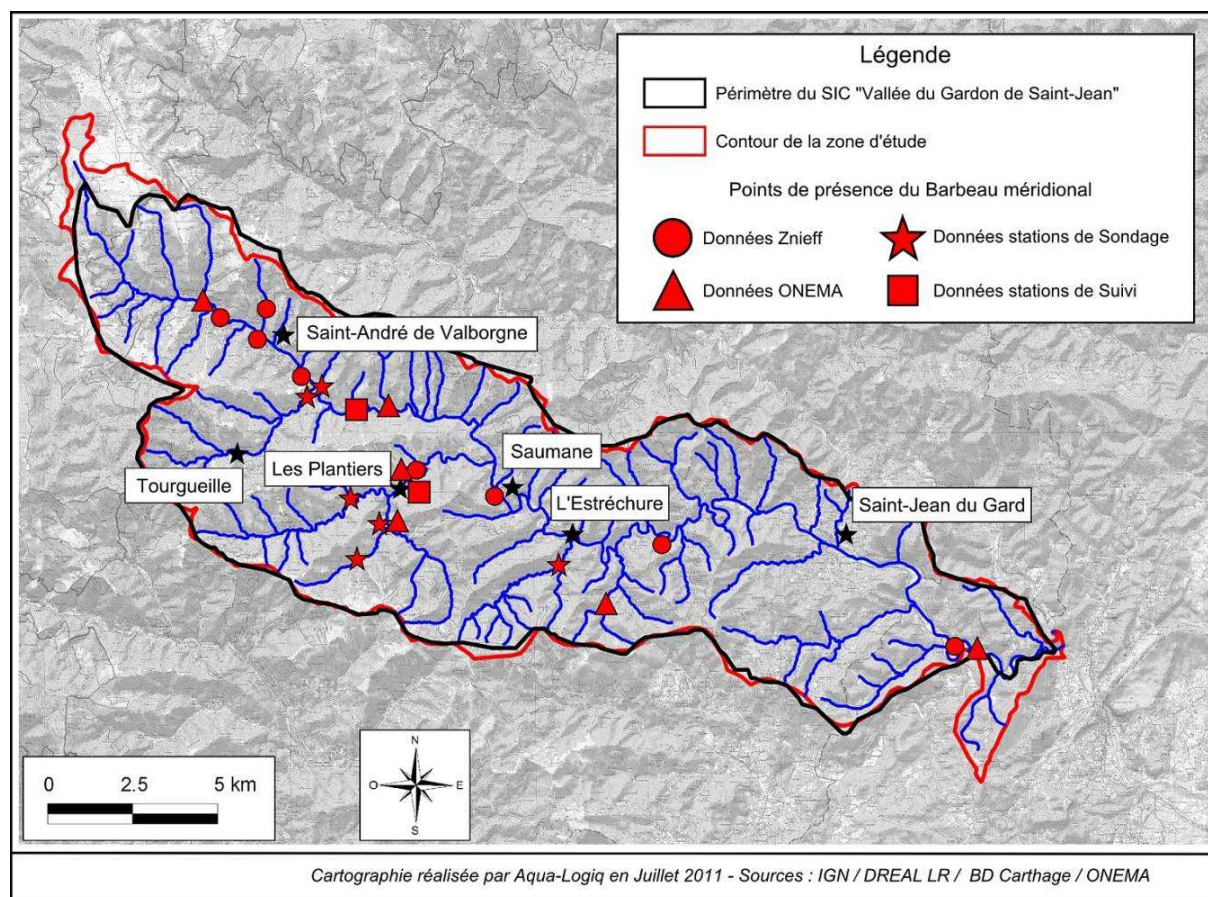 Légende
Périmètre du SIC "Vallée du Gardon de Saint-Jean"
Contour de la zone d'étude
Points de présence du Barbeau méridional
Données Znieff
Données stations de Sondage
Données ONEMA
Données stations de Suivi
Saint-André de Valborgne
Saumane
Les Plantiers
Tourgueille
L'Estréchure
Saint-Jean du Gard
0 2.5 5 km
N
O E
S
Cartographie réalisée par Aqua-Logiq en Juillet 2011 - Sources : IGN / DREAL LR / BD Carthage / ONEMA